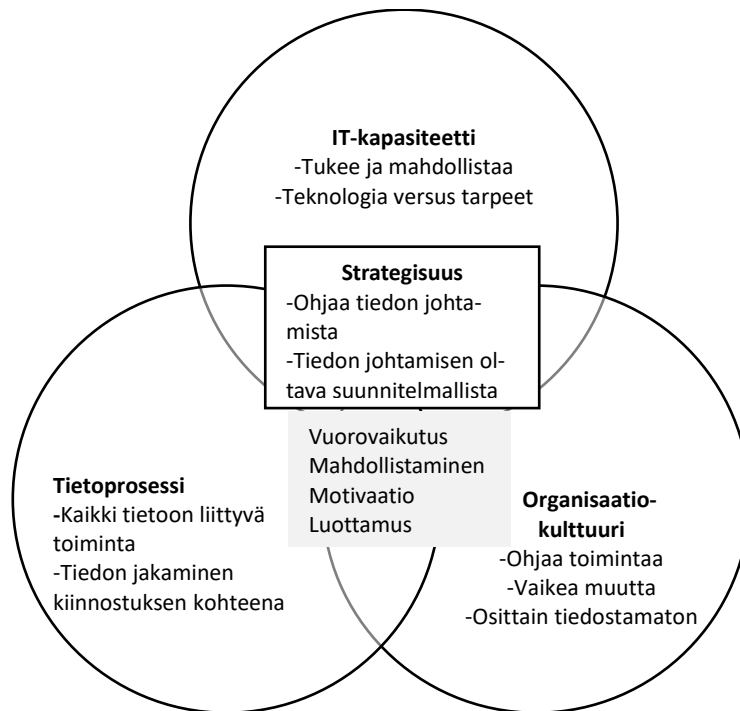 IT-kapasiteetti
-Tukee ja mahdollistaa
-Teknologia versus tarpeet
Strategisuus
-Ohjaa tiedon johta-
mista
-Tiedon johtamisen ol-
tava suunnitelmallista
Vuorovaikutus
Mahdollistaminen
Motivaatio
Luottamus
Tietoprosessi
-Kaikki tietoon liittyvä
toiminta
-Tiedon jakaminen
kiinnostuksen kohteena
Organisaatio-
kulttuuri
-Ohjaa toimintaa
-Vaikea muutta
-Osittain tiedostamaton